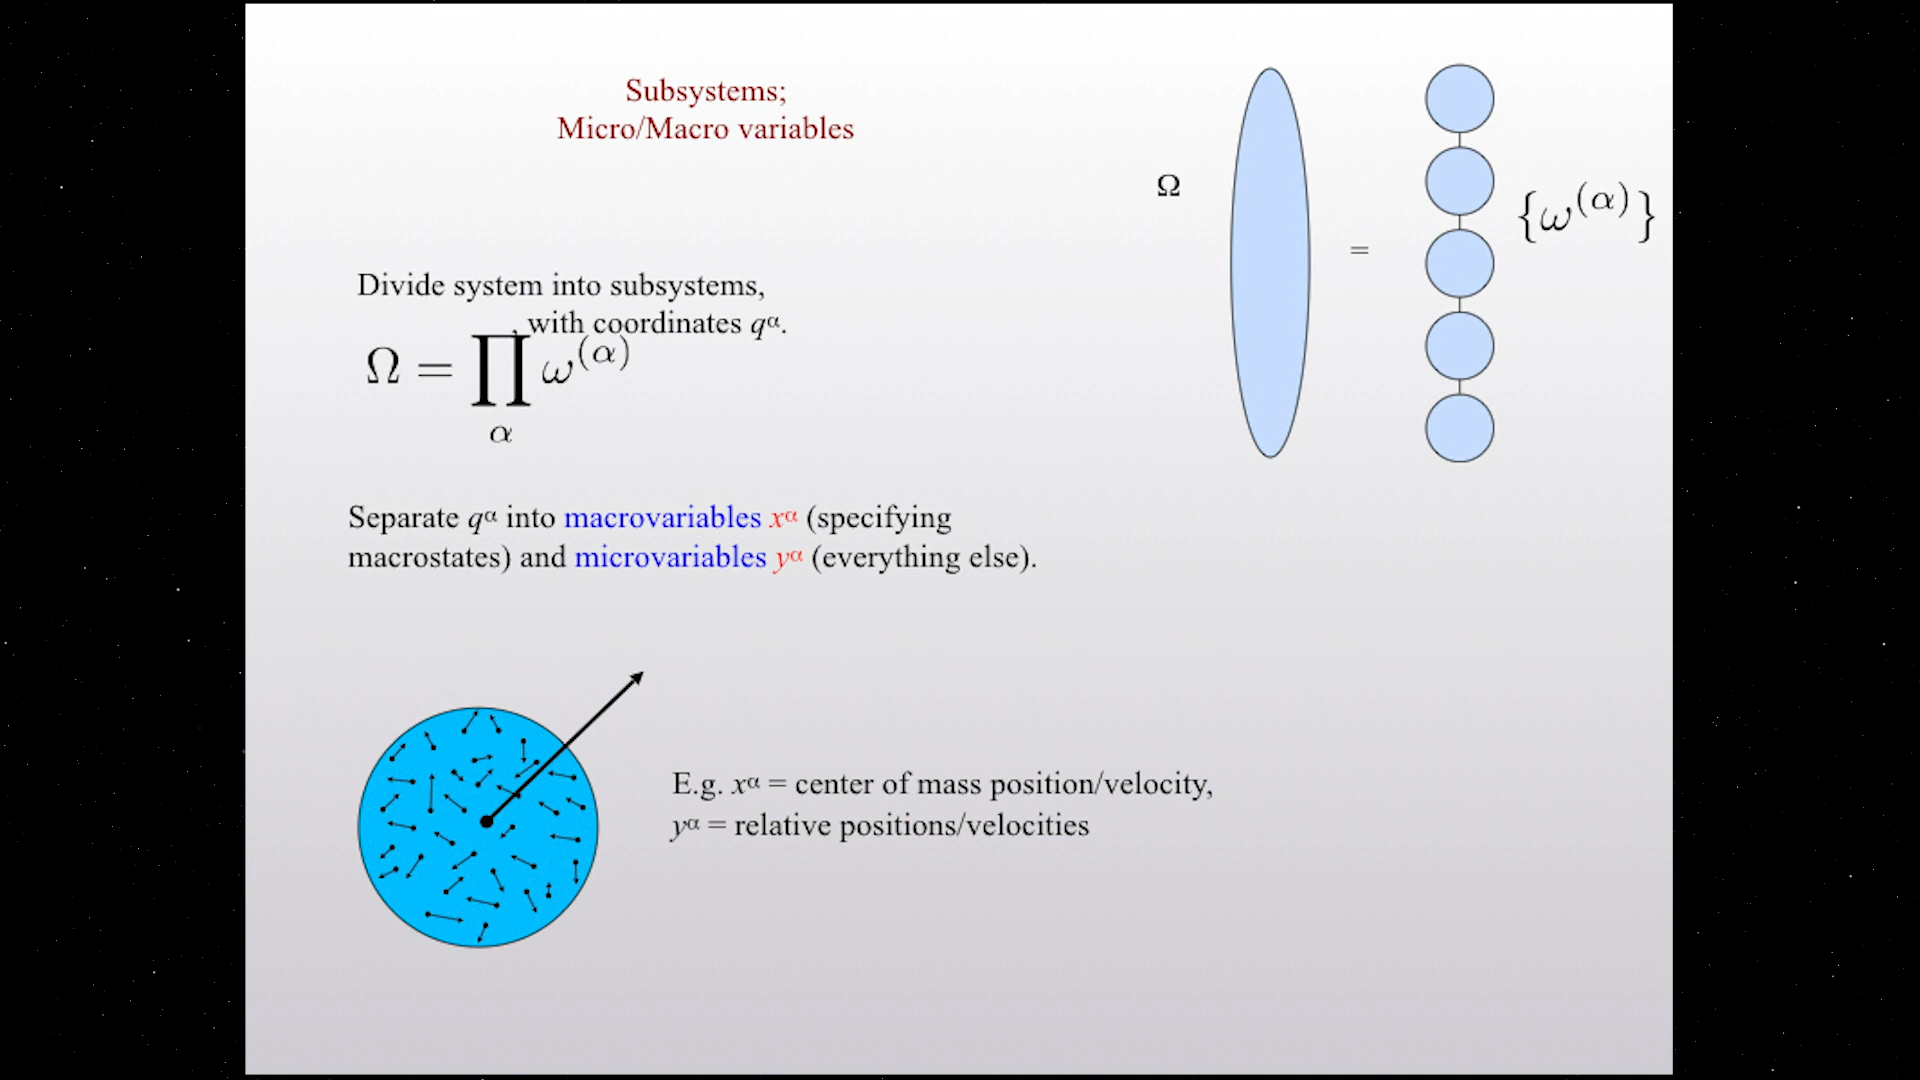 Subsystems;
Micro/Macro variables
Ω
=
{ω^(α)}
Divide system into subsystems,
, with coordinates q^α.
Ω = ∏_α ω^(α)
Separate q^α into macrovariables x^α (specifying
macrostates) and microvariables y^α (everything else).
E.g. x^α = center of mass position/velocity,
y^α = relative positions/velocities